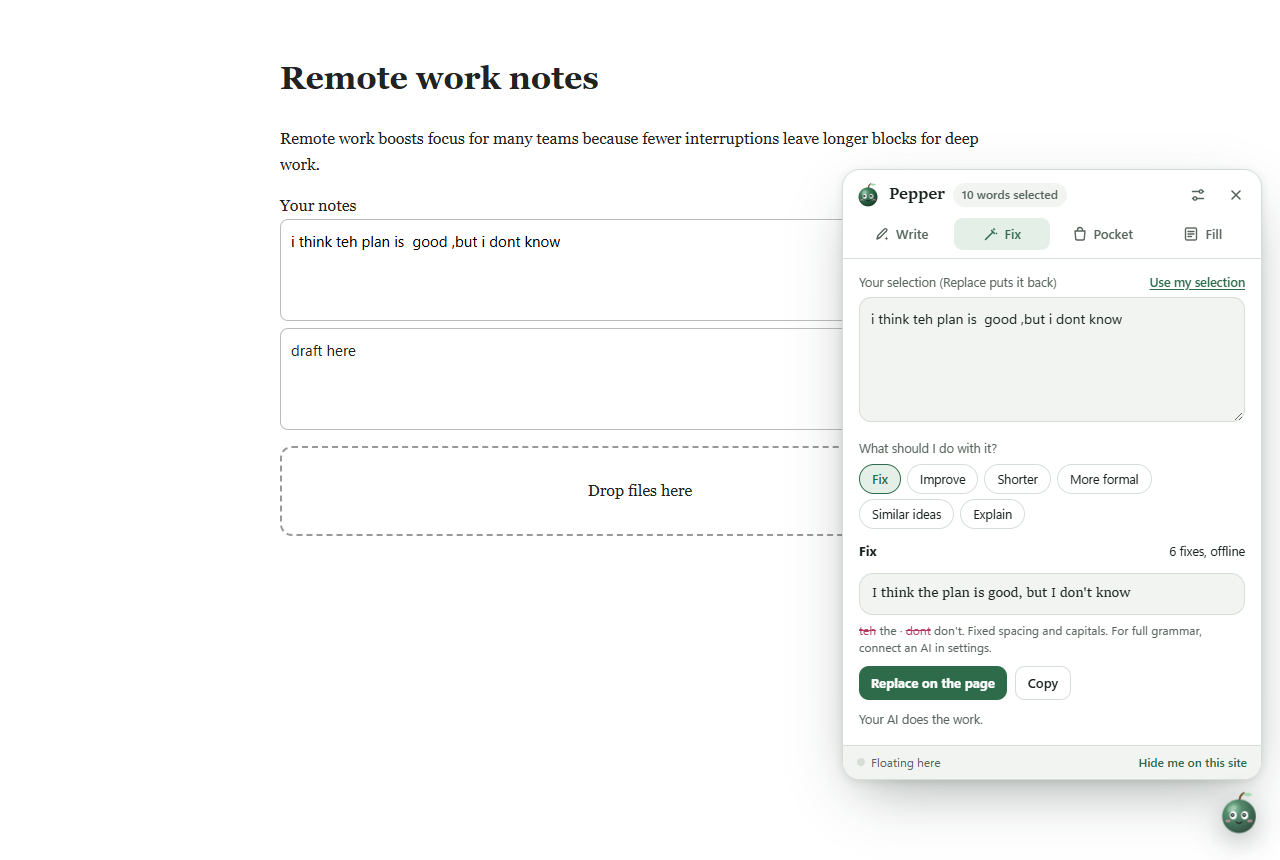 Remote work notes
Remote work boosts focus for many teams because fewer interruptions leave longer blocks for deep
work.
Your notes
i think teh plan is  good ,but i dont know
draft here
Drop files here
Pepper
10 words selected
Write
Fix
Pocket
Fill
Your selection (Replace puts it back)
Use my selection
i think teh plan is  good ,but i dont know
What should I do with it?
Fix
Improve
Shorter
More formal
Similar ideas
Explain
Fix
6 fixes, offline
I think the plan is good, but I don't know
teh the · dont don't. Fixed spacing and capitals. For full grammar,
connect an AI in settings.
Replace on the page
Copy
Your AI does the work.
Floating here
Hide me on this site